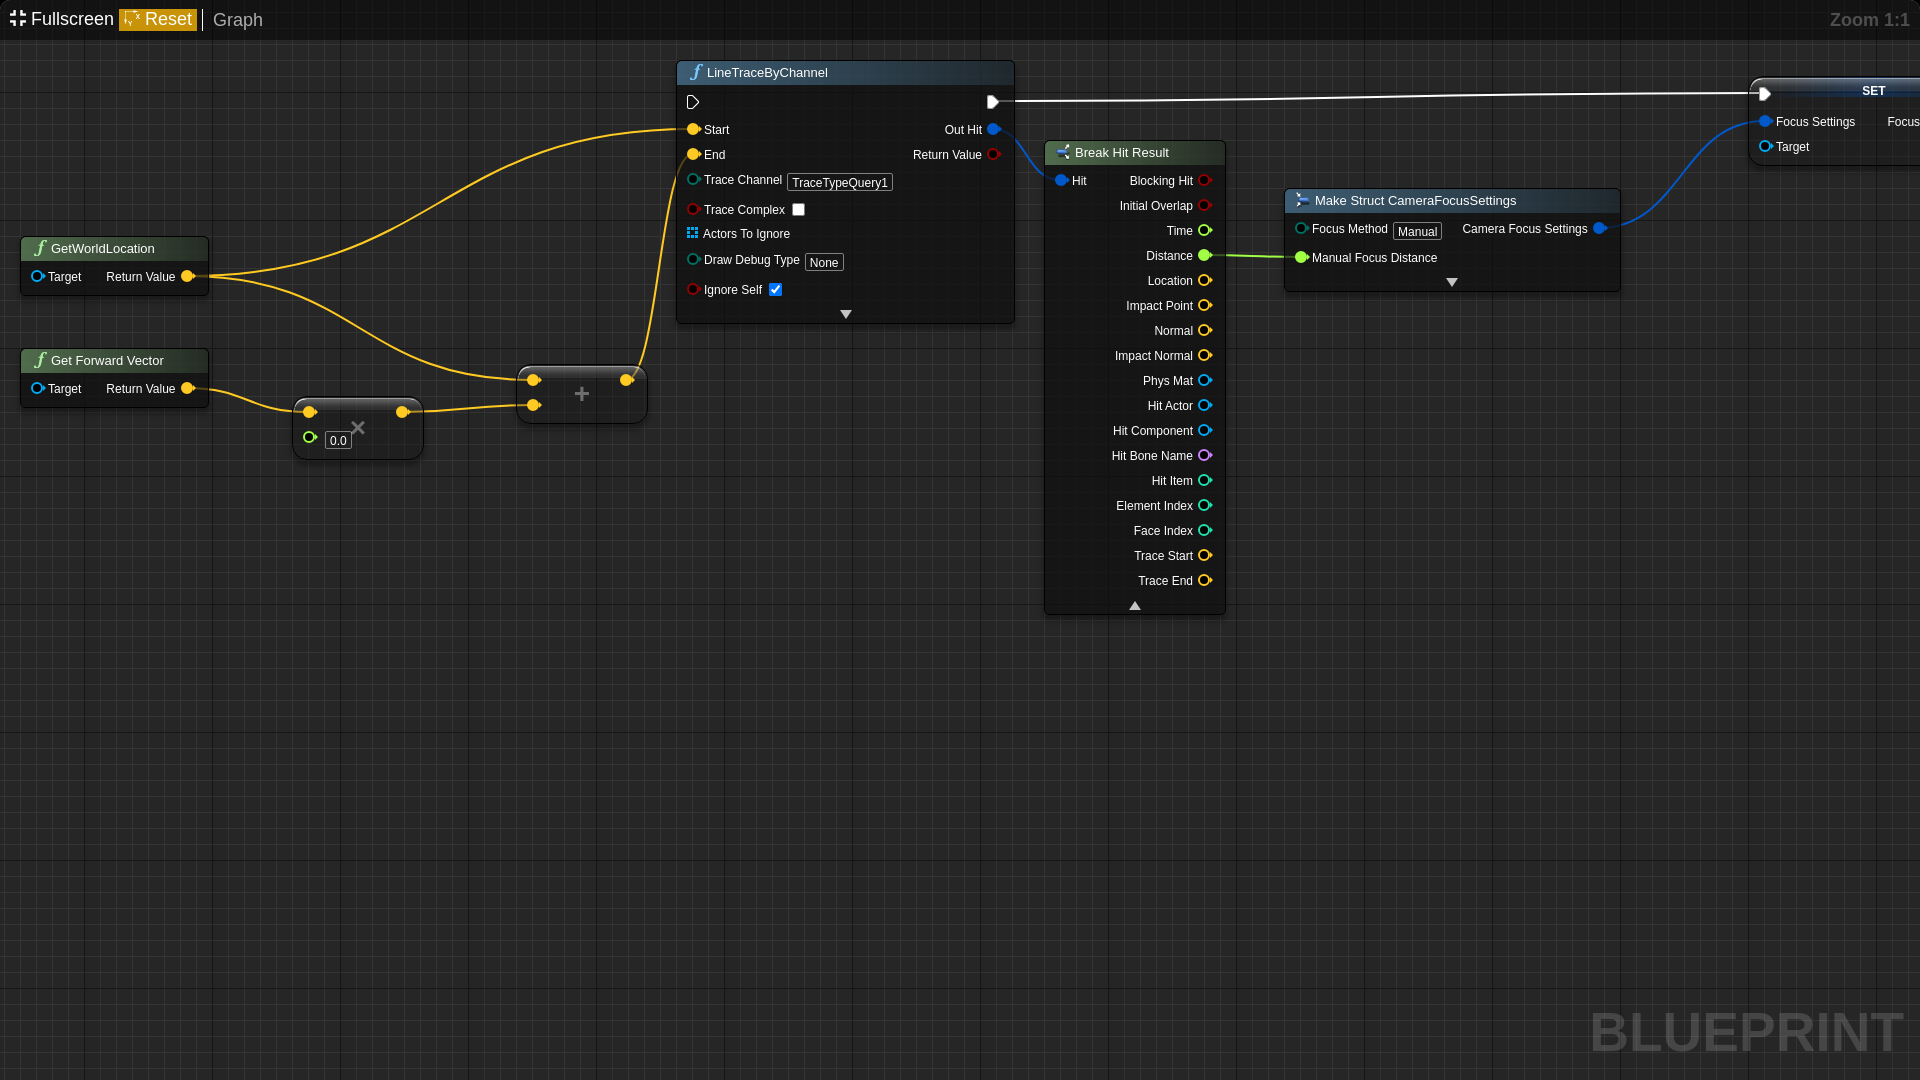 Fullscreen Reset Graph Zoom 1:1
LineTraceByChannel
Start Out Hit
End Return Value
Trace Channel TraceTypeQuery1
Trace Complex
Actors To Ignore
Draw Debug Type None
Ignore Self
GetWorldLocation
Target Return Value
Get Forward Vector
Target Return Value
×
0.0
+
Break Hit Result
Hit Blocking Hit
Initial Overlap
Time
Distance
Location
Impact Point
Normal
Impact Normal
Phys Mat
Hit Actor
Hit Component
Hit Bone Name
Hit Item
Element Index
Face Index
Trace Start
Trace End
Make Struct CameraFocusSettings
Focus Method Manual Camera Focus Settings
Manual Focus Distance
SET
Focus Settings Focus
Target
BLUEPRINT